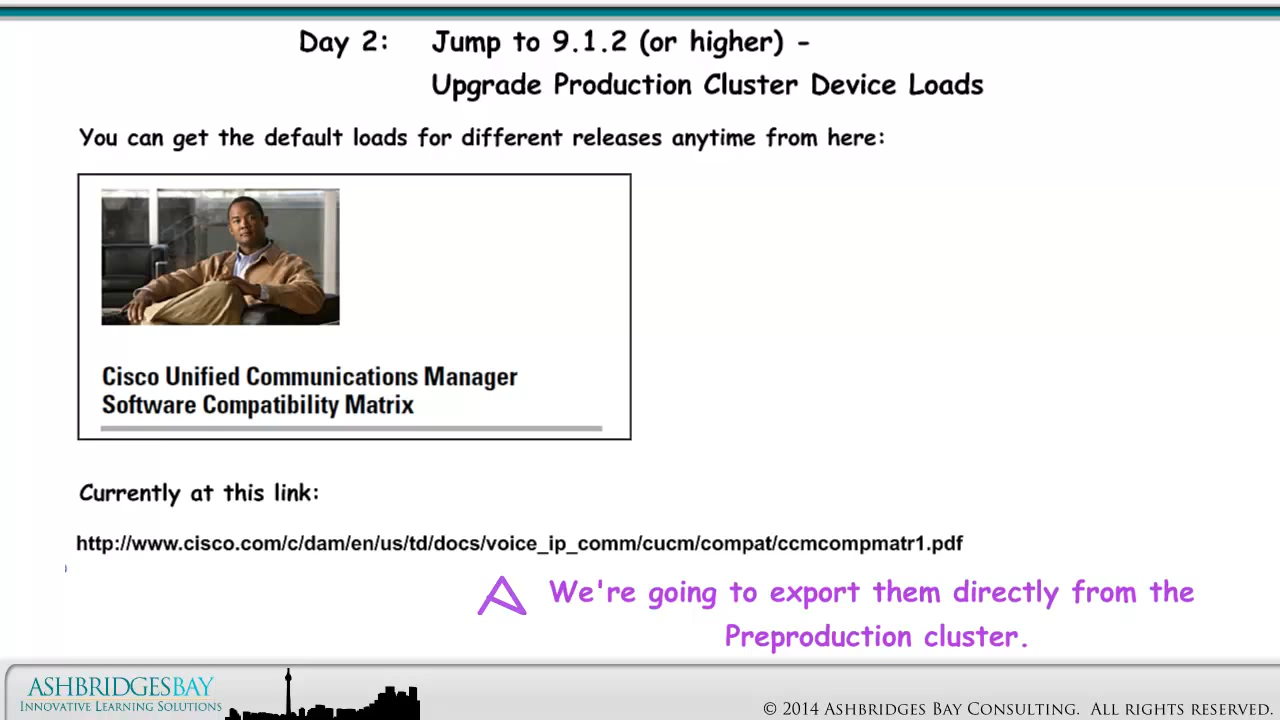 Day 2: Jump to 9.1.2 (or higher) -
Upgrade Production Cluster Device Loads
You can get the default loads for different releases anytime from here:
Cisco Unified Communications Manager
Software Compatibility Matrix
Currently at this link:
http://www.cisco.com/c/dam/en/us/td/docs/voice_ip_comm/cucm/compat/ccmcompmatr1.pdf
We're going to export them directly from the
Preproduction cluster.
ASHBRIDGESBAY
INNOVATIVE LEARNING SOLUTIONS
© 2014 ASHBRIDGES BAY CONSULTING. ALL RIGHTS RESERVED.